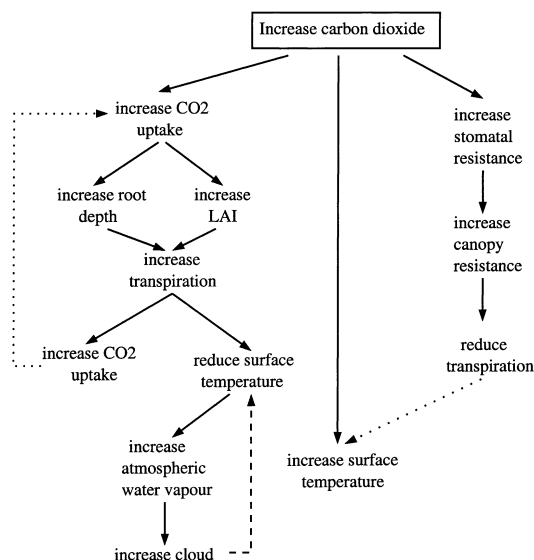 Increase carbon dioxide
increase CO2
uptake
increase
stomatal
resistance
increase root
depth
increase
LAI
increase
canopy
resistance
increase
transpiration
increase CO2
uptake
reduce surface
temperature
reduce
transpiration
increase
atmospheric
water vapour
increase surface
temperature
increase cloud